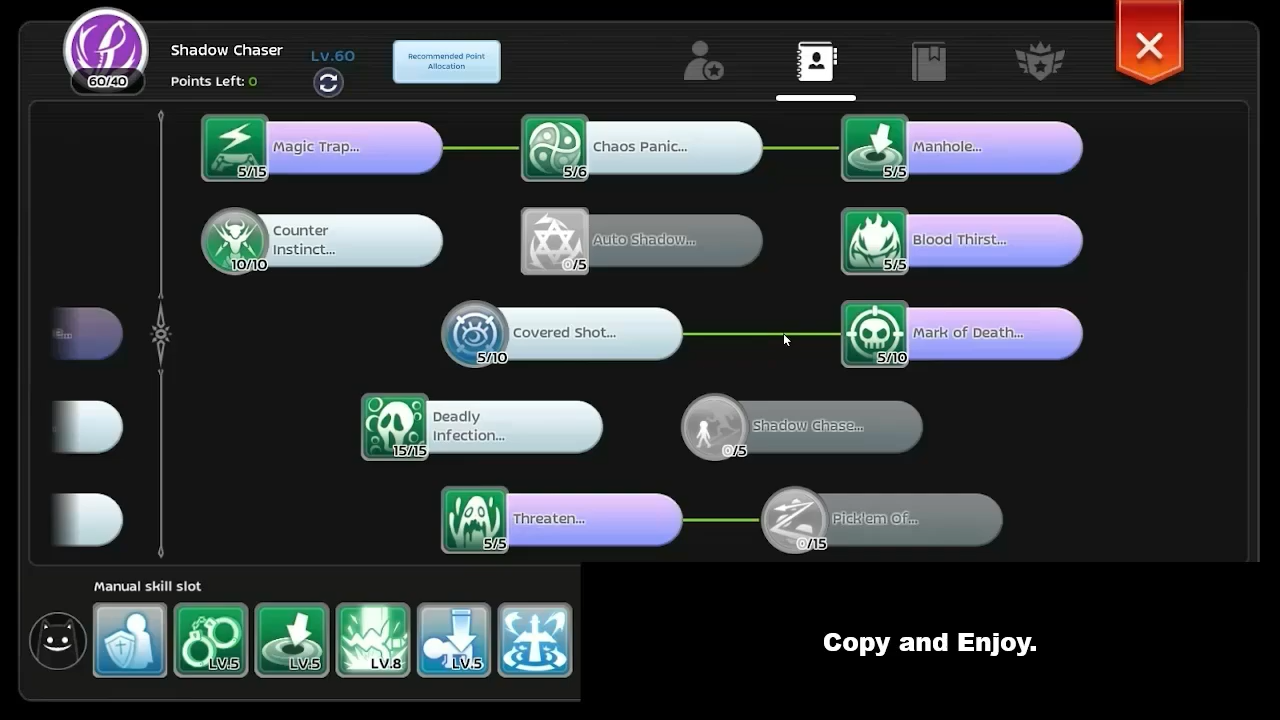 Shadow Chaser
Lv.60
Recommended Point
Allocation
Points Left: 0
60/40
Magic Trap...
5/15
Chaos Panic...
5/6
Manhole...
5/5
Counter
Instinct...
10/10
Auto Shadow...
0/5
Blood Thirst...
5/5
e...
Covered Shot...
5/10
Mark of Death...
5/10
Deadly
Infection...
15/15
Shadow Chase...
0/5
Threaten...
5/5
Pick'em Of...
0/15
Manual skill slot
LV.5
LV.5
LV.8
LV.5
Copy and Enjoy.